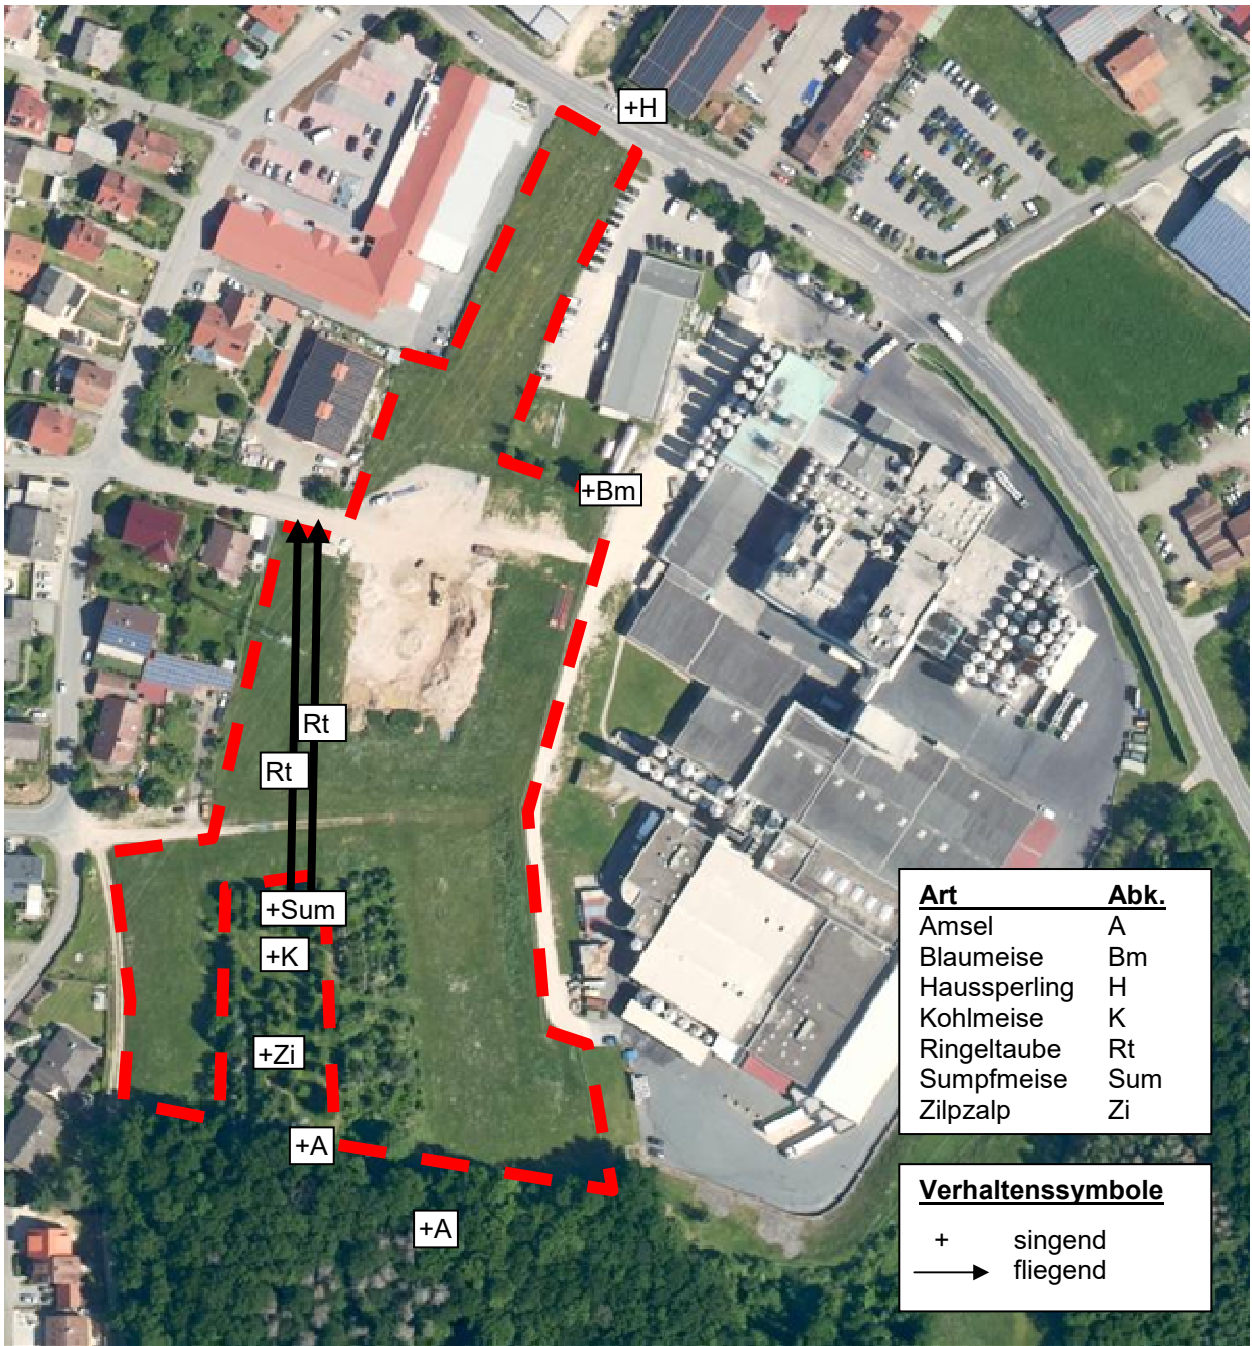 +H
+Bm
Rt
Rt
+Sum
+K
+Zi
+A
+A
Art Abk.
Amsel A
Blaumeise Bm
Haussperling H
Kohlmeise K
Ringeltaube Rt
Sumpfmeise Sum
Zilpzalp Zi
Verhaltenssymbole
+ singend
fliegend